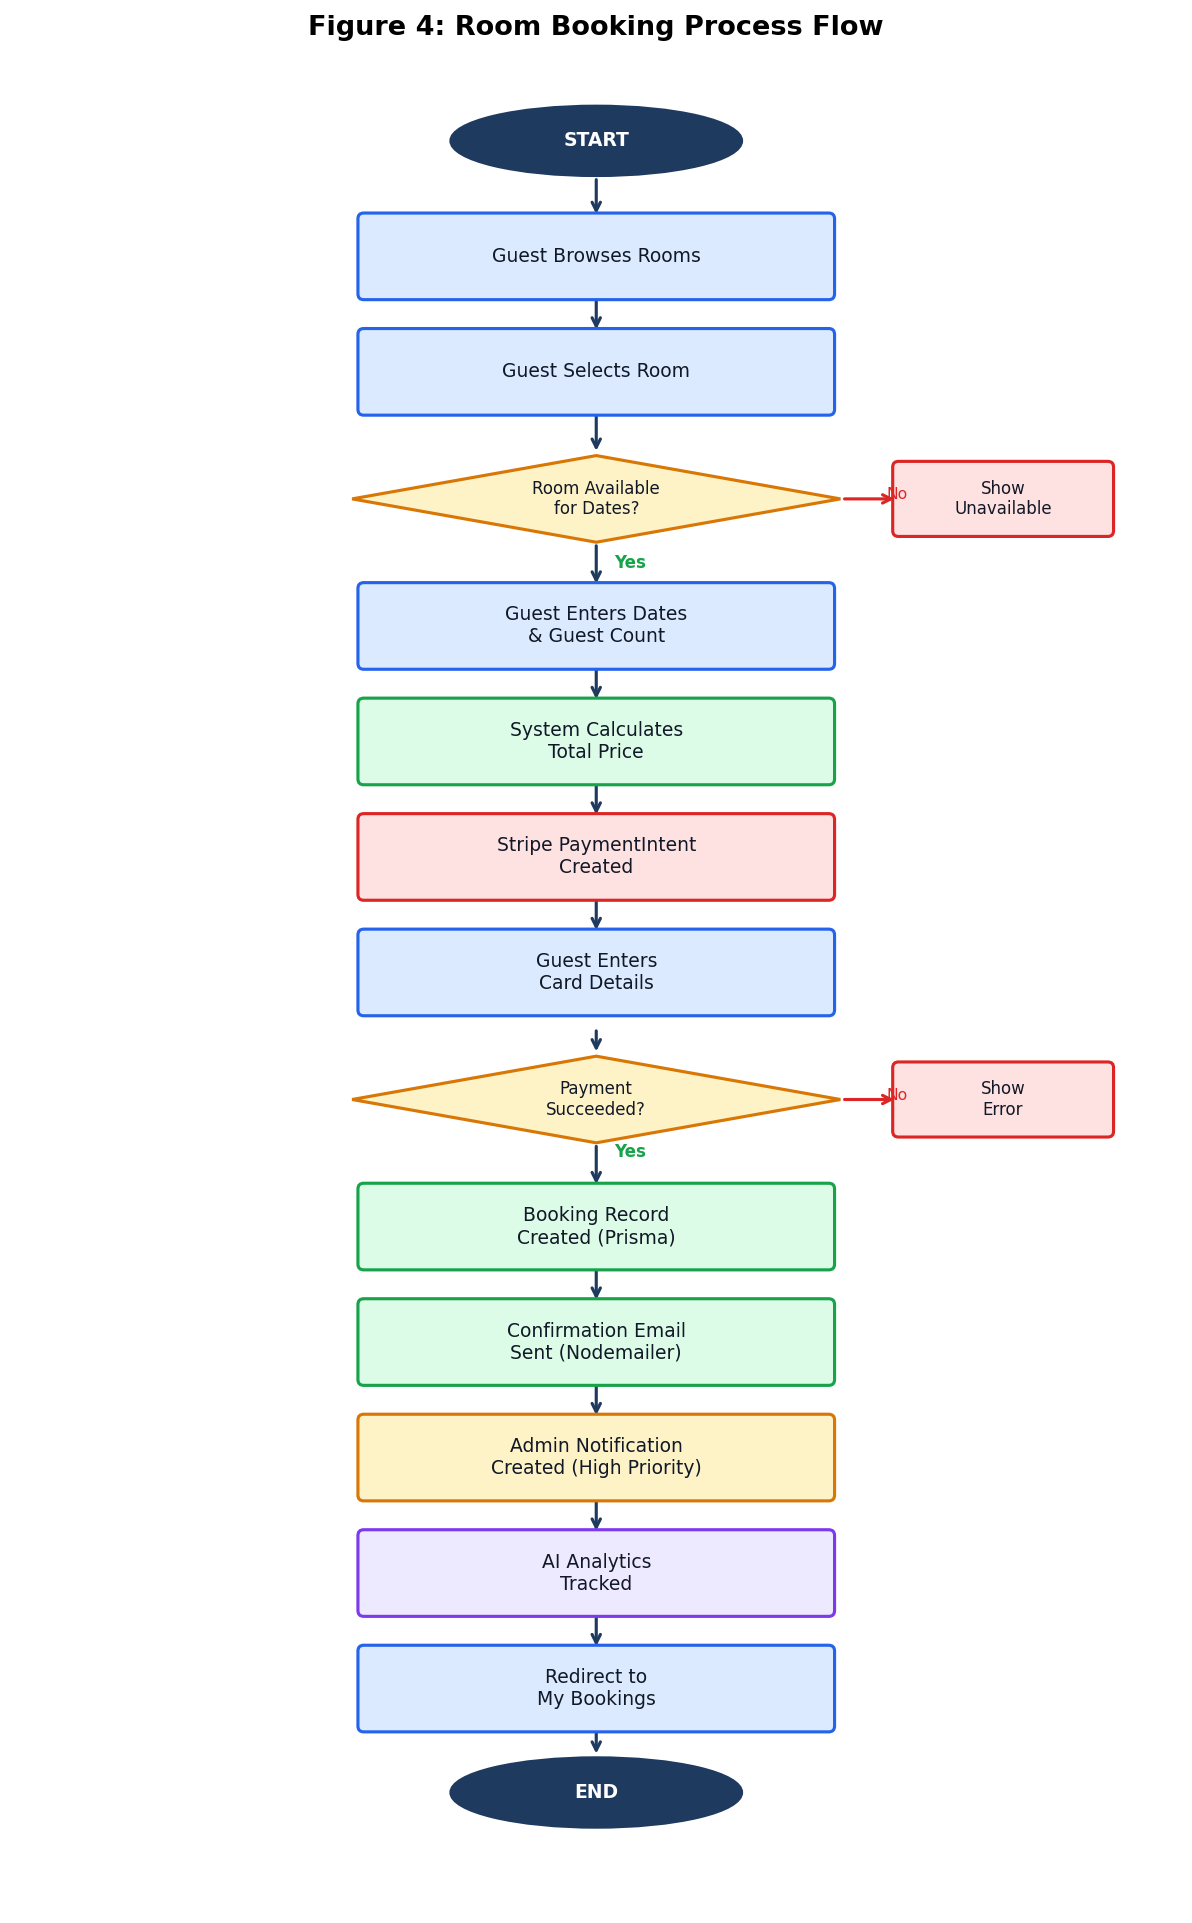 Figure 4: Room Booking Process Flow
START
Guest Browses Rooms
Guest Selects Room
Room Available
for Dates?
No
Show
Unavailable
Yes
Guest Enters Dates
& Guest Count
System Calculates
Total Price
Stripe PaymentIntent
Created
Guest Enters
Card Details
Payment
Succeeded?
No
Show
Error
Yes
Booking Record
Created (Prisma)
Confirmation Email
Sent (Nodemailer)
Admin Notification
Created (High Priority)
AI Analytics
Tracked
Redirect to
My Bookings
END